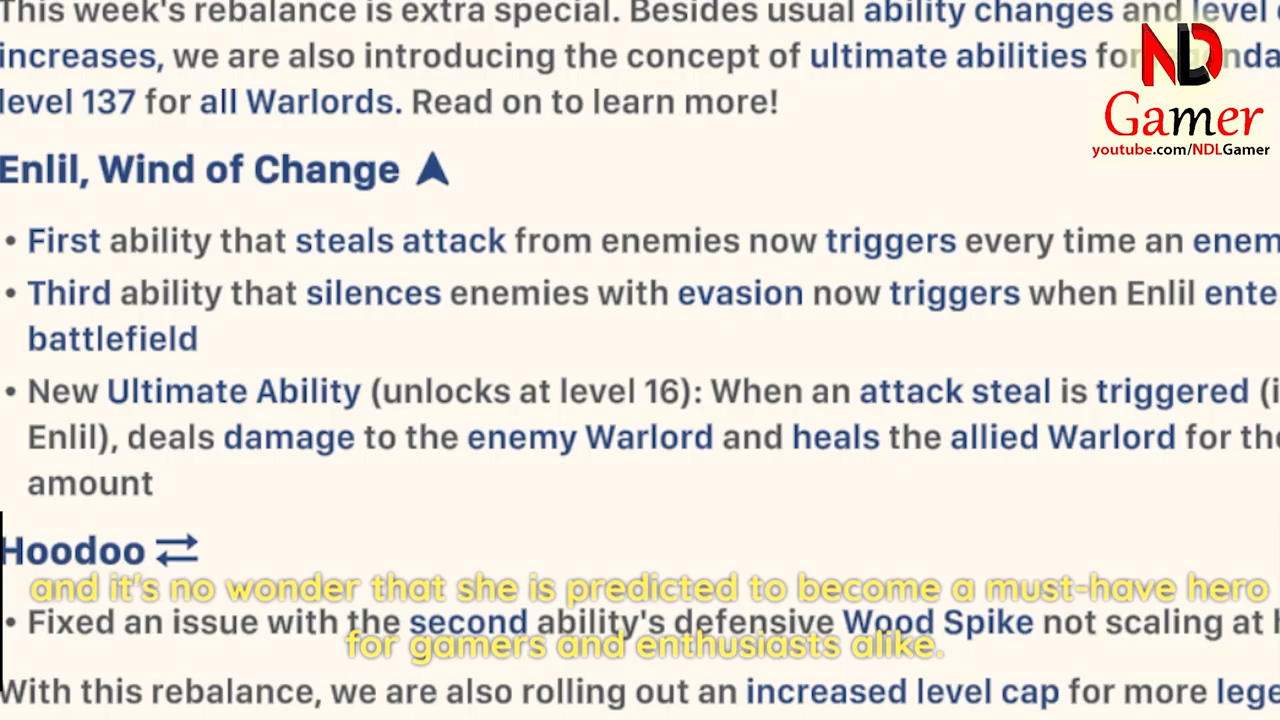 This week's rebalance is extra special. Besides usual ability changes and level
increases, we are also introducing the concept of ultimate abilities for
level 137 for all Warlords. Read on to learn more!
NDL
Gamer
youtube.com/NDLGamer
Enlil, Wind of Change
• First ability that steals attack from enemies now triggers every time an enem
• Third ability that silences enemies with evasion now triggers when Enlil ente
battlefield
• New Ultimate Ability (unlocks at level 16): When an attack steal is triggered (i
Enlil), deals damage to the enemy Warlord and heals the allied Warlord for the
amount
Hoodoo
and it's no wonder that she is predicted to become a must-have hero
• Fixed an issue with the second ability's defensive Wood Spike not scaling at h
for gamers and enthusiasts alike.
With this rebalance, we are also rolling out an increased level cap for more lege